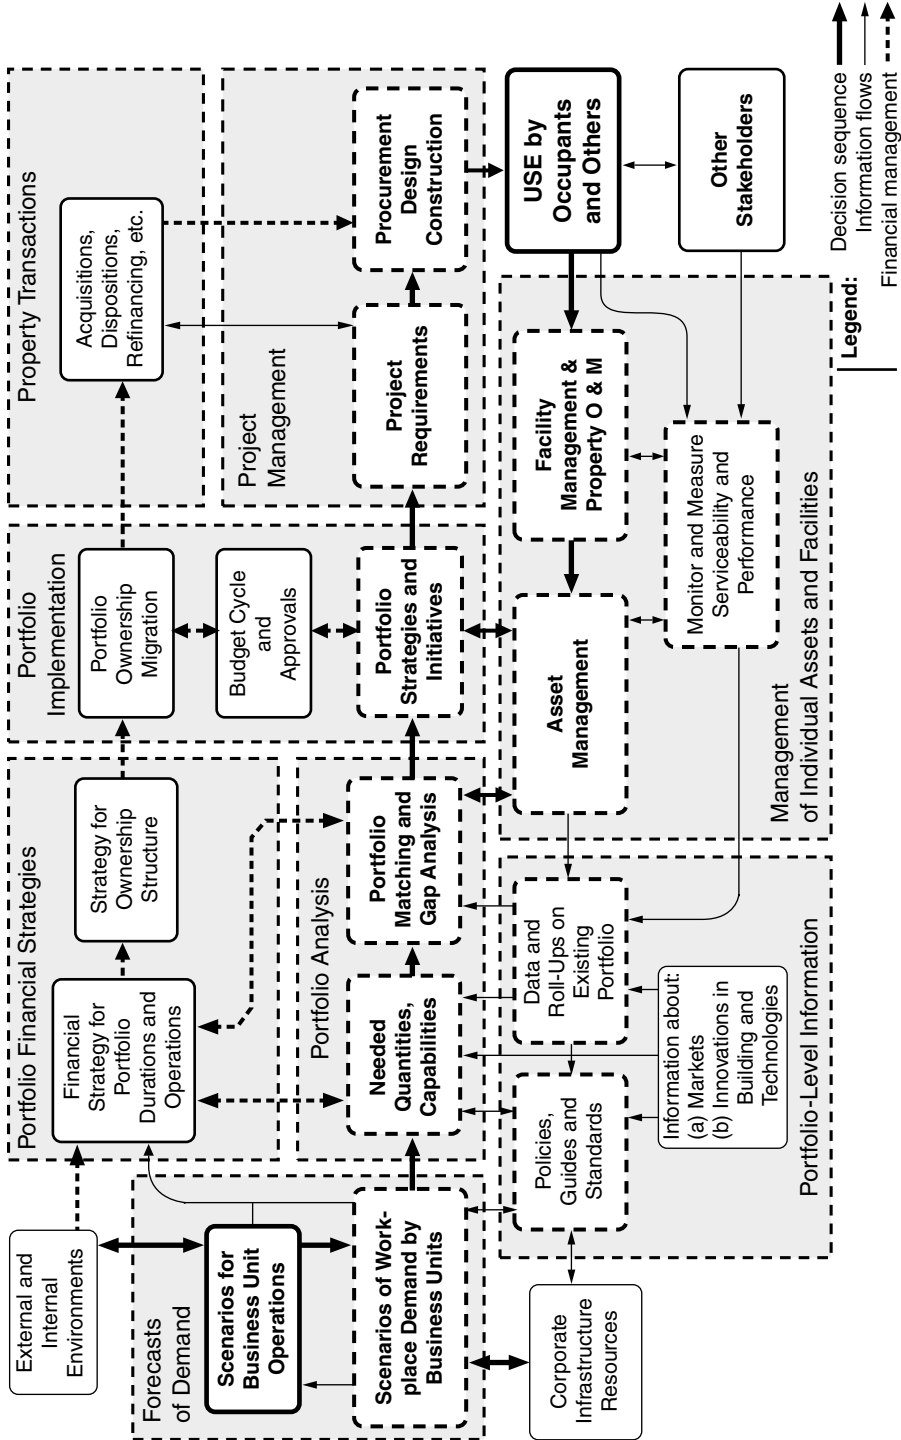 External and
Internal
Environments
Forecasts
of Demand
Scenarios for
Business Unit
Operations
Scenarios of Work-
place Demand by
Business Units
Corporate
Infrastructure
Resources
Portfolio Financial Strategies
Financial
Strategy for
Portfolio
Durations and
Operations
Strategy for
Ownership
Structure
Portfolio Analysis
Needed
Quantities,
Capabilities
Portfolio
Matching and
Gap Analysis
Portfolio
Implementation
Portfolio
Ownership
Migration
Budget Cycle
and
Approvals
Portfolio
Strategies and
Initiatives
Property Transactions
Acquisitions,
Dispositions,
Refinancing, etc.
Project
Management
Project
Requirements
Procurement
Design
Construction
USE by
Occupants
and Others
Other
Stakeholders
Facility
Management &
Property O & M
Asset
Management
Monitor and Measure
Serviceability and
Performance
Management
of Individual Assets and Facilities
Policies,
Guides and
Standards
Data and
Roll-Ups on
Existing
Portfolio
Information about:
(a) Markets
(b) Innovations in
Building and
Technologies
Portfolio-Level Information
Legend:
Decision sequence
Information flows
Financial management